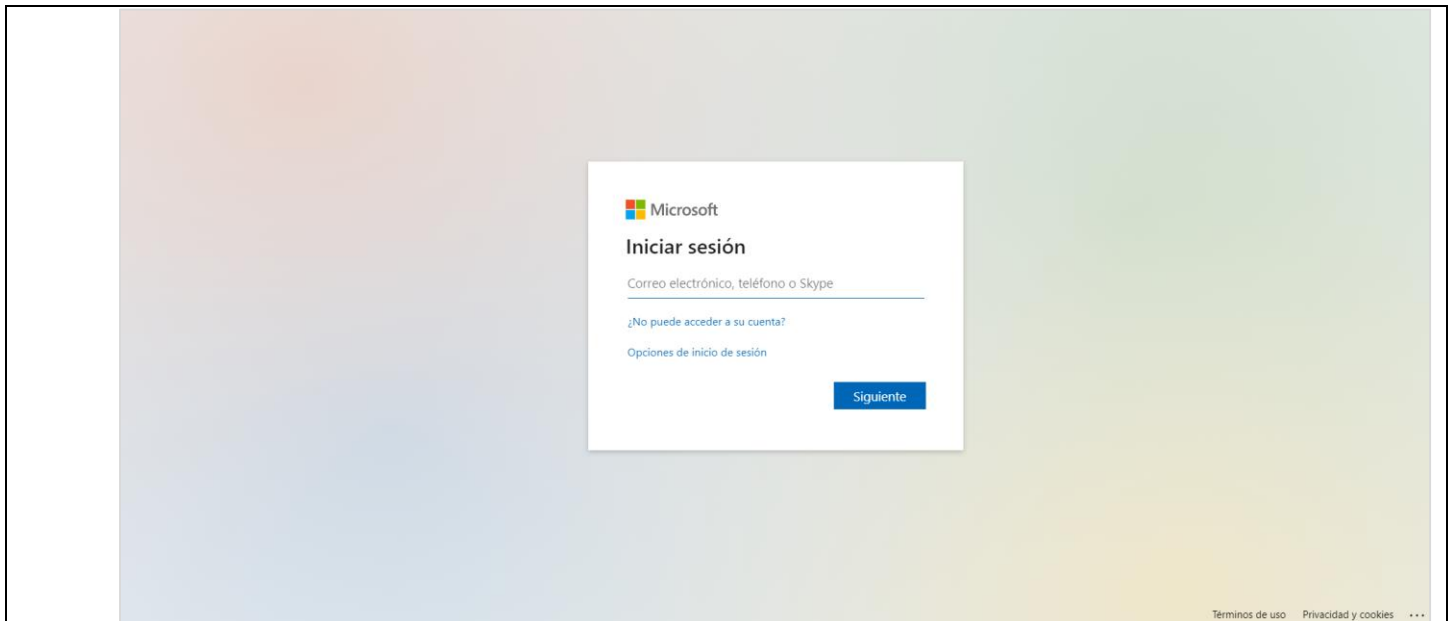 Microsoft
Iniciar sesión
Correo electrónico, teléfono o Skype
¿No puede acceder a su cuenta?
Opciones de inicio de sesión
Siguiente
Términos de uso Privacidad y cookies ...